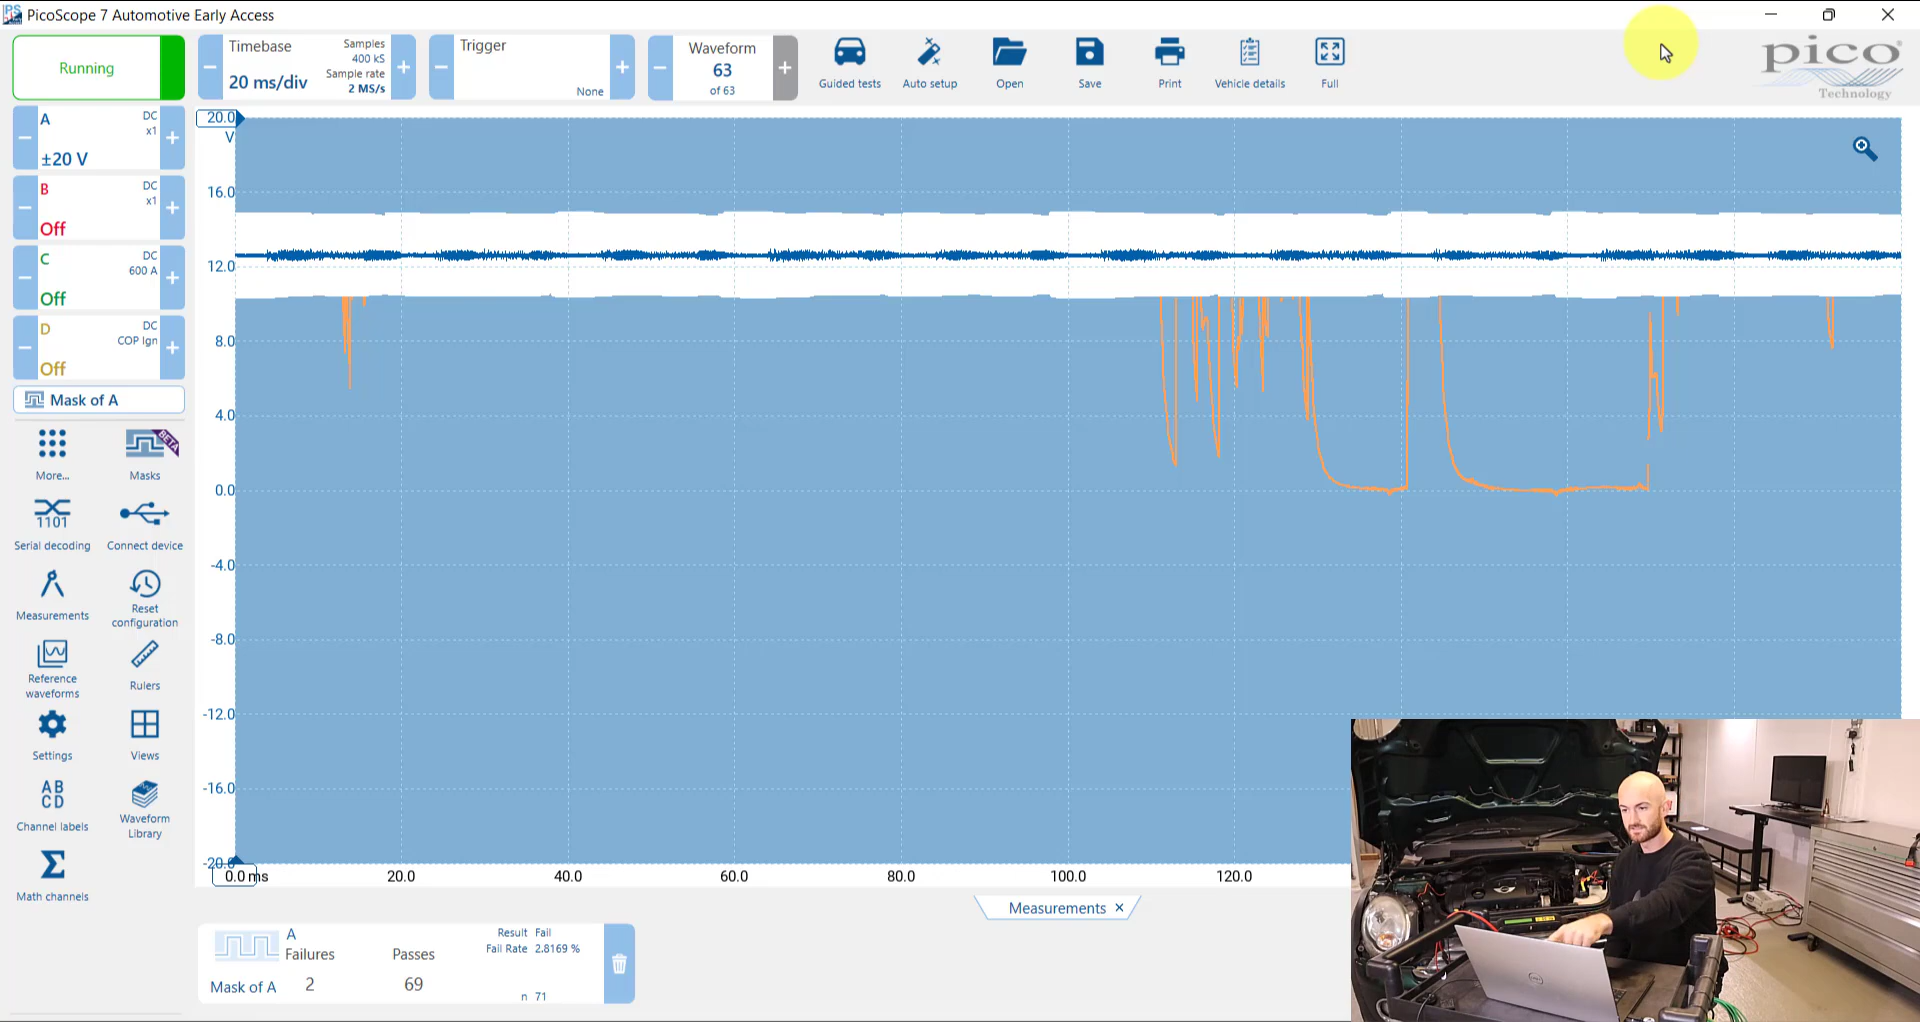 PicoScope 7 Automotive Early Access
Running
Timebase
20 ms/div
Samples
400 kS
Sample rate
2 MS/s
Trigger
None
Waveform
63
of 63
Guided tests
Auto setup
Open
Save
Print
Vehicle details
Full
pico
Technology
A
DC
x1
±20 V
B
DC
x1
Off
C
DC
600 A
Off
D
DC
COP Ign
Off
Mask of A
More...
BETA
Masks
1101
Serial decoding
Connect device
Measurements
Reset
configuration
Reference
waveforms
Rulers
Settings
Views
AB
CD
Channel labels
Waveform
Library
Math channels
20.0
V
16.0
12.0
8.0
4.0
0.0
-4.0
-8.0
-12.0
-16.0
-20.0
0.0 ms
20.0
40.0
60.0
80.0
100.0
120.0
Measurements
A
Failures
Passes
Result Fail
Fail Rate 2.8169 %
Mask of A
2
69
n 71